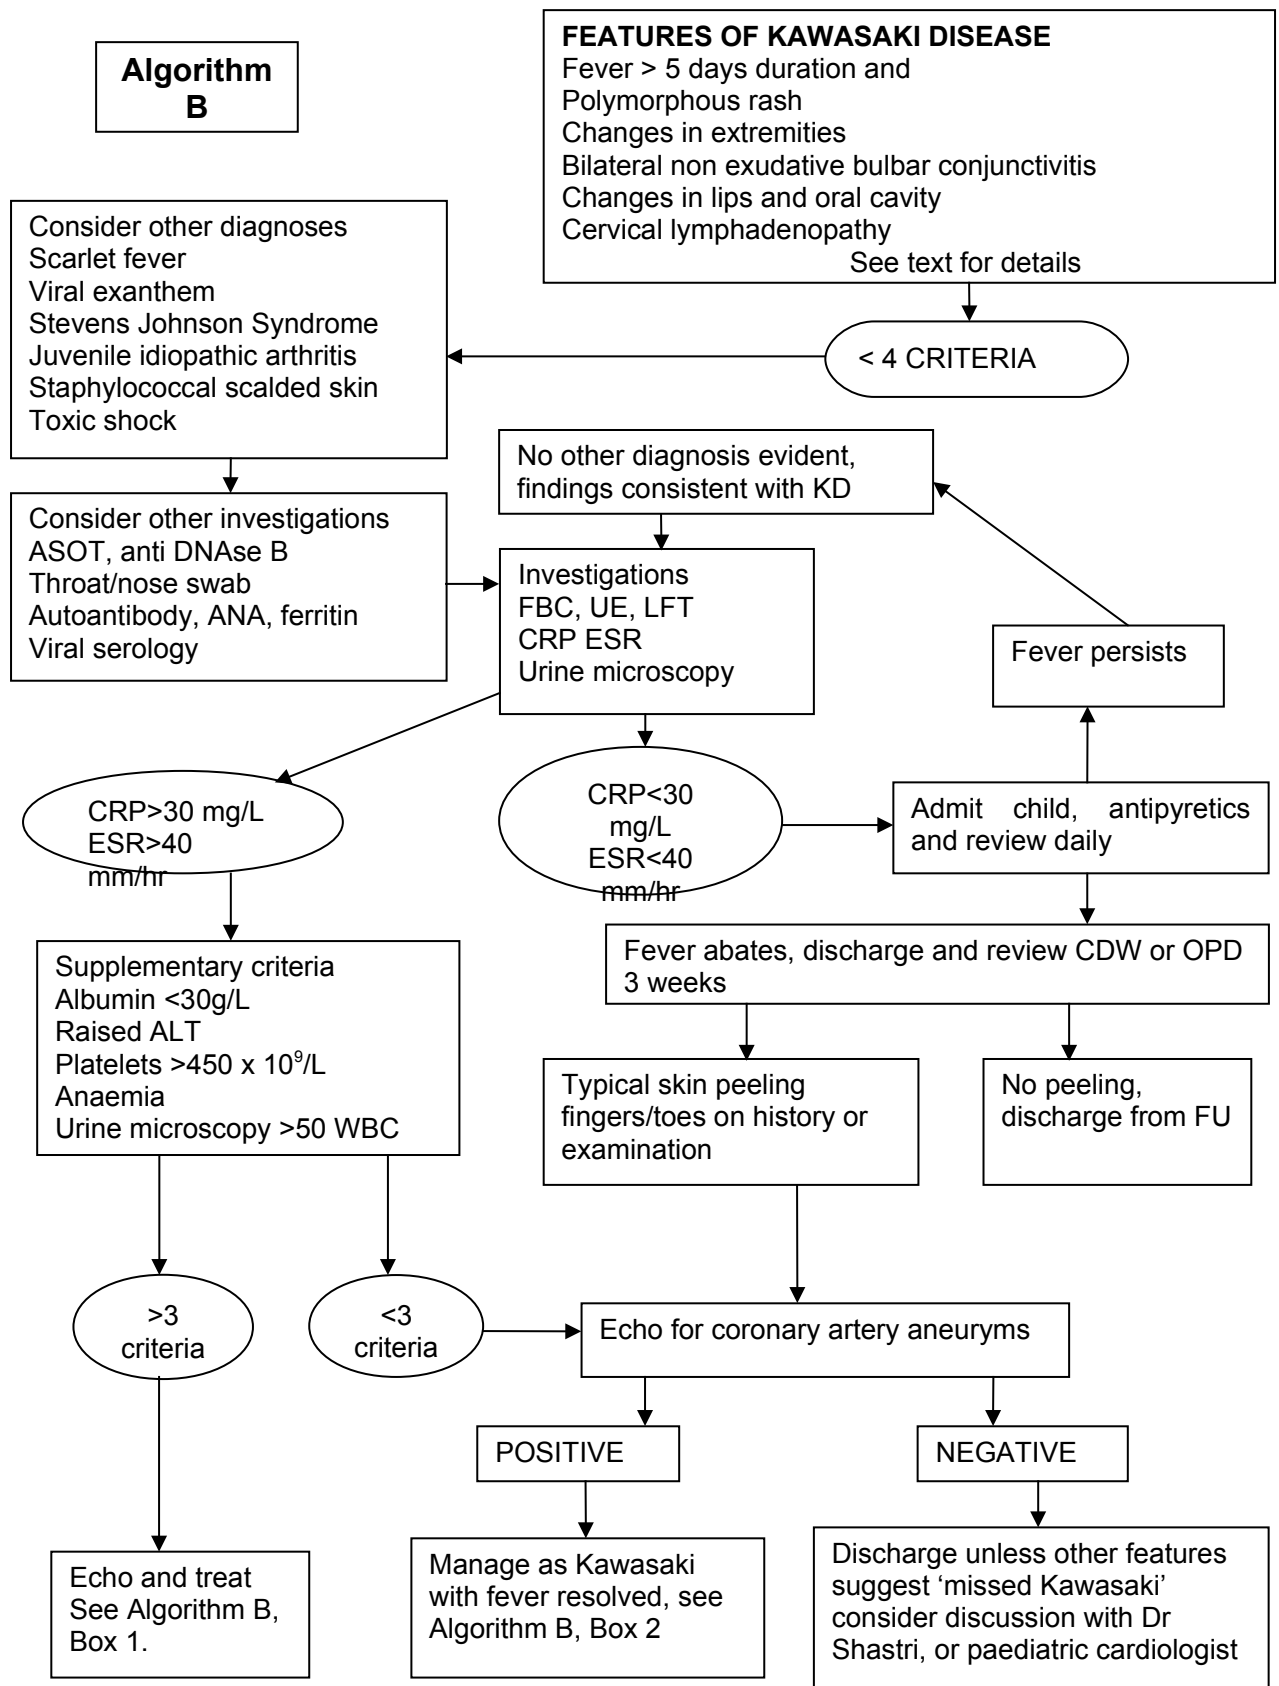 Algorithm
B
FEATURES OF KAWASAKI DISEASE
Fever > 5 days duration and
Polymorphous rash
Changes in extremities
Bilateral non exudative bulbar conjunctivitis
Changes in lips and oral cavity
Cervical lymphadenopathy
See text for details
< 4 CRITERIA
Consider other diagnoses
Scarlet fever
Viral exanthem
Stevens Johnson Syndrome
Juvenile idiopathic arthritis
Staphylococcal scalded skin
Toxic shock
Consider other investigations
ASOT, anti DNAse B
Throat/nose swab
Autoantibody, ANA, ferritin
Viral serology
No other diagnosis evident,
findings consistent with KD
Investigations
FBC, UE, LFT
CRP ESR
Urine microscopy
Fever persists
CRP>30 mg/L
ESR>40
mm/hr
CRP<30
mg/L
ESR<40
mm/hr
Admit child, antipyretics
and review daily
Fever abates, discharge and review CDW or OPD
3 weeks
Supplementary criteria
Albumin <30g/L
Raised ALT
Platelets >450 x 10⁹/L
Anaemia
Urine microscopy >50 WBC
Typical skin peeling
fingers/toes on history or
examination
No peeling,
discharge from FU
>3
criteria
<3
criteria
Echo for coronary artery aneuryms
POSITIVE
NEGATIVE
Echo and treat
See Algorithm B,
Box 1.
Manage as Kawasaki
with fever resolved, see
Algorithm B, Box 2
Discharge unless other features
suggest ‘missed Kawasaki’
consider discussion with Dr
Shastri, or paediatric cardiologist